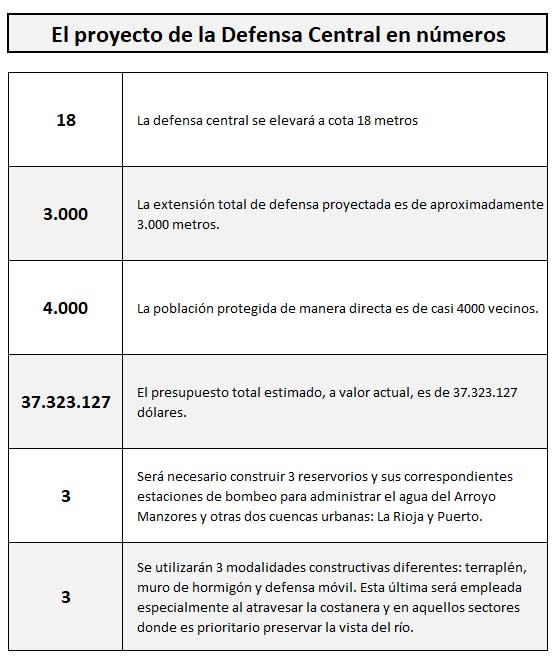 El proyecto de la Defensa Central en números
18
La defensa central se elevará a cota 18 metros
3.000
La extensión total de defensa proyectada es de aproximadamente
3.000 metros.
4.000
La población protegida de manera directa es de casi 4000 vecinos.
37.323.127
El presupuesto total estimado, a valor actual, es de 37.323.127
dólares.
3
Será necesario construir 3 reservorios y sus correspondientes
estaciones de bombeo para administrar el agua del Arroyo
Manzores y otras dos cuencas urbanas: La Rioja y Puerto.
3
Se utilizarán 3 modalidades constructivas diferentes: terraplén,
muro de hormigón y defensa móvil. Esta última será empleada
especialmente al atravesar la costanera y en aquellos sectores
donde es prioritario preservar la vista del río.